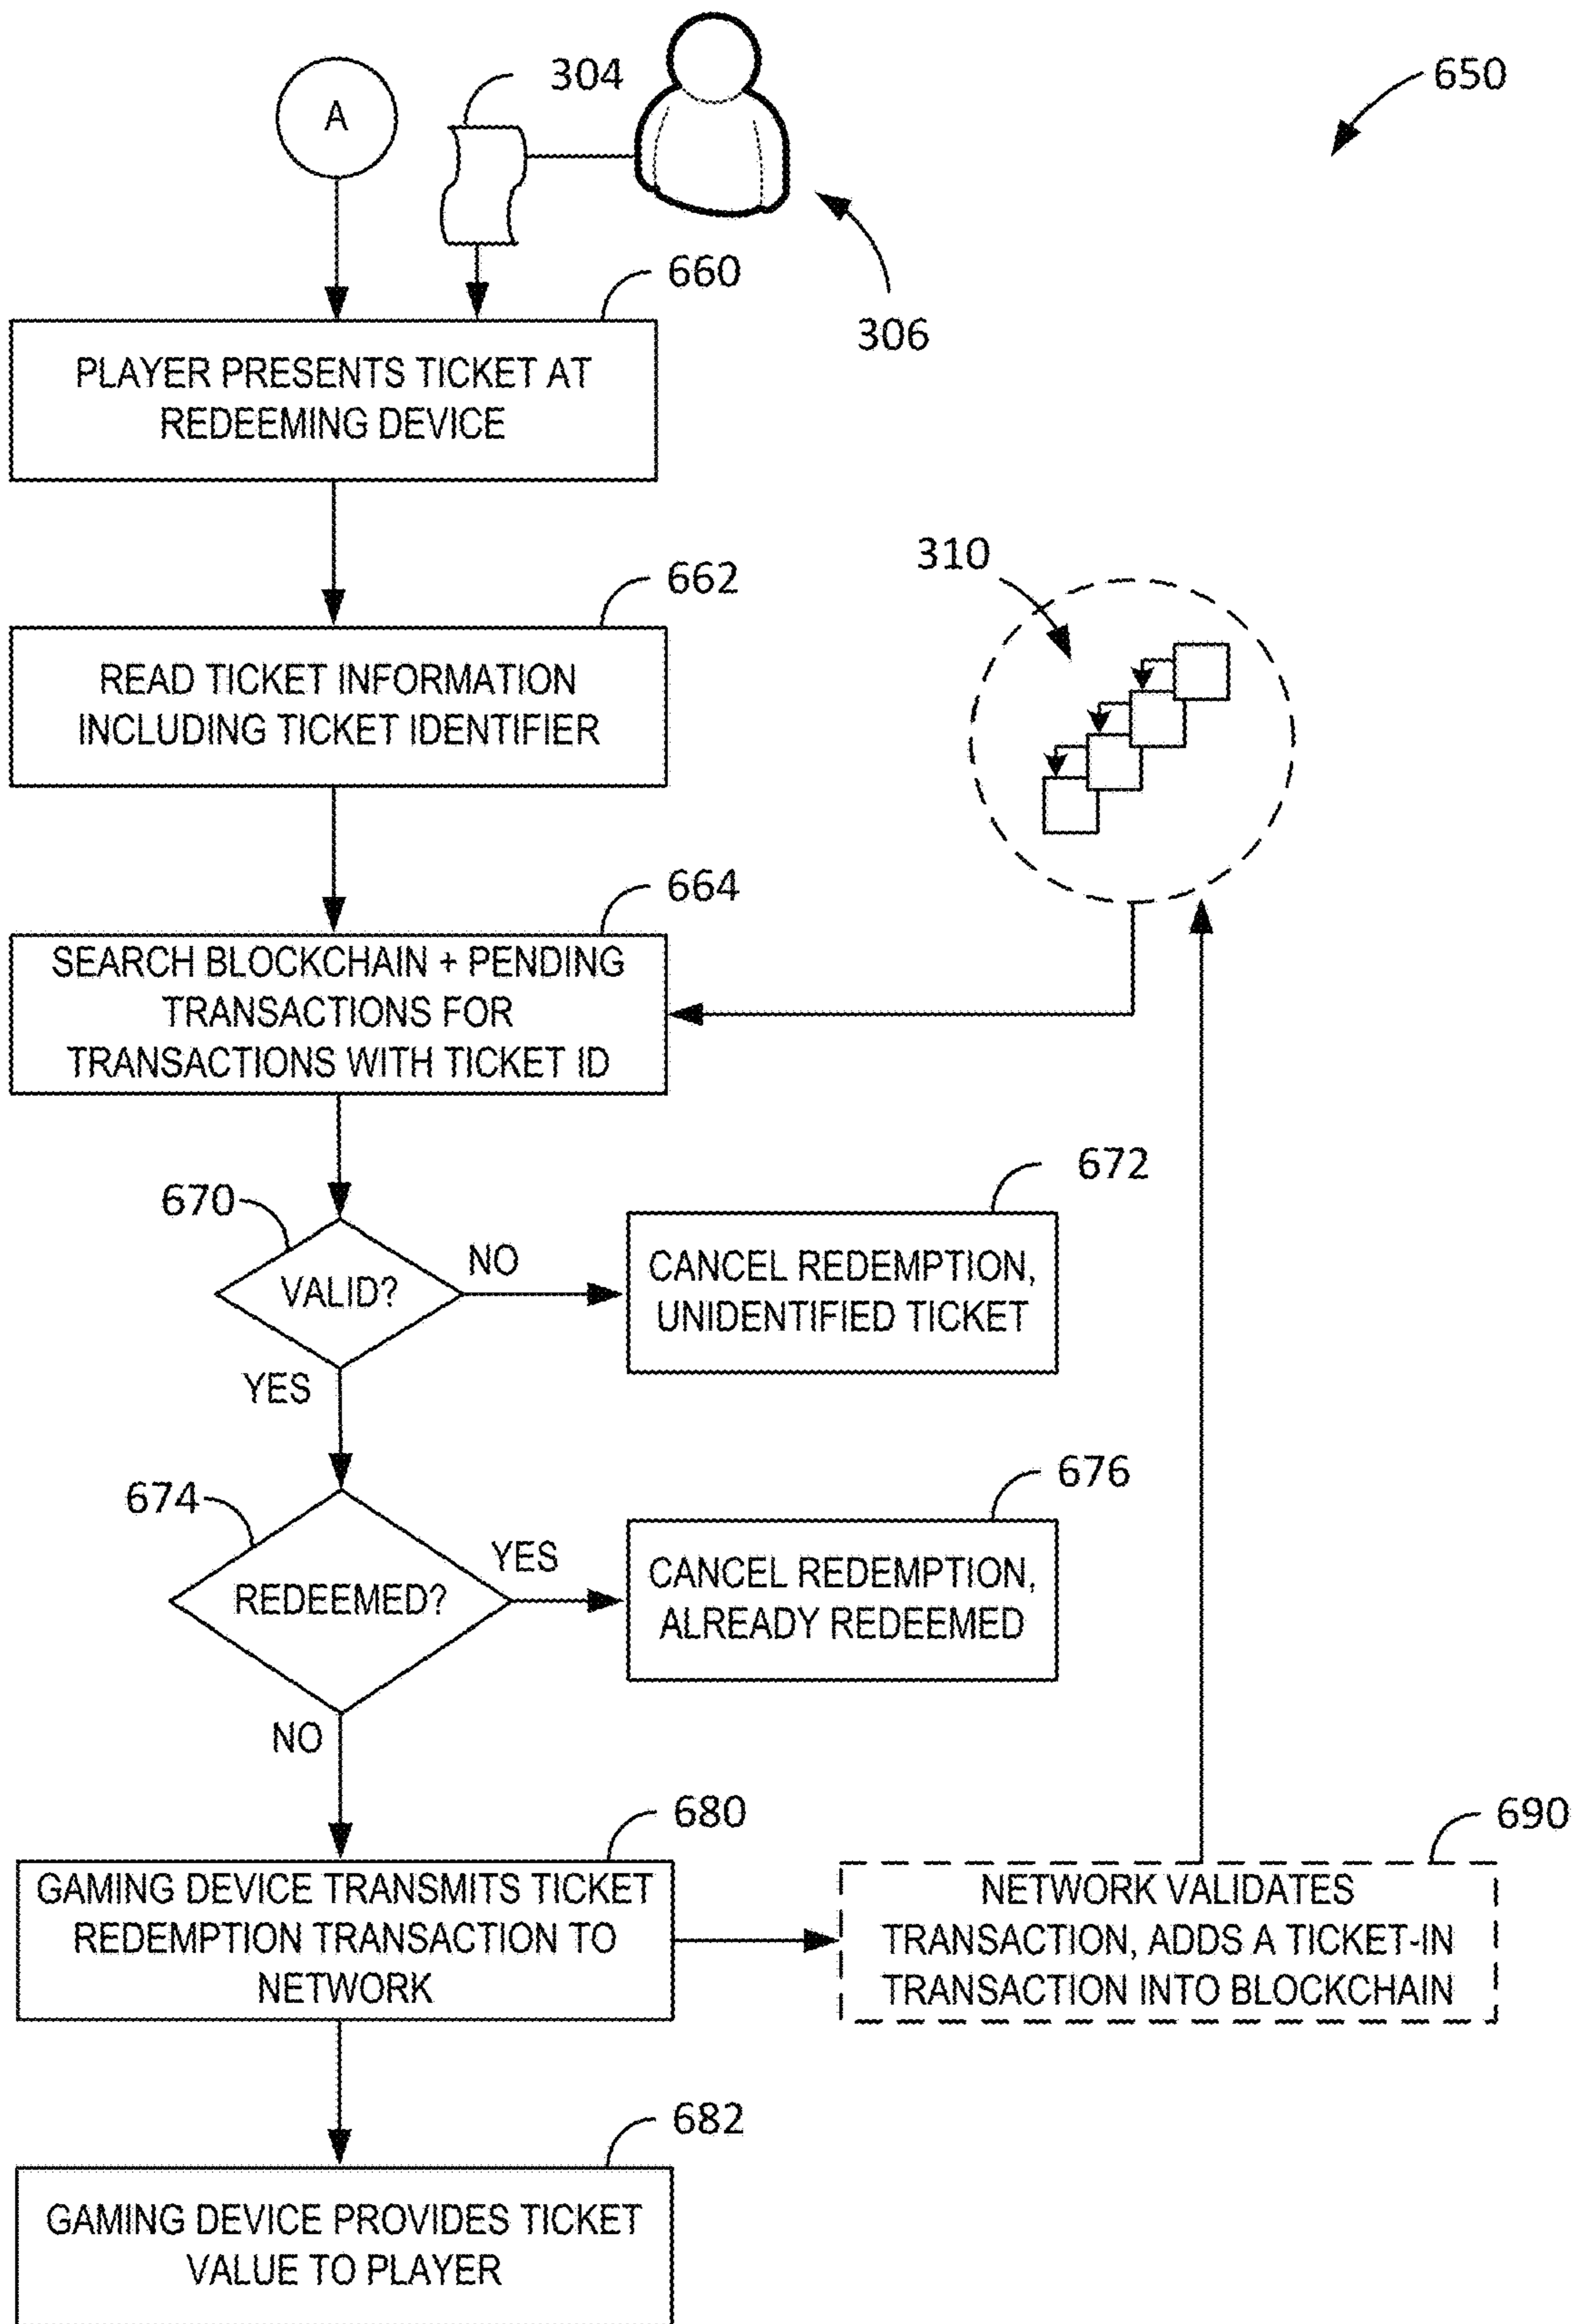 304
650
A
660
306
PLAYER PRESENTS TICKET AT
REDEEMING DEVICE
310
662
READ TICKET INFORMATION
INCLUDING TICKET IDENTIFIER
664
SEARCH BLOCKCHAIN + PENDING
TRANSACTIONS FOR
TRANSACTIONS WITH TICKET ID
672
670
NO
VALID?
CANCEL REDEMPTION,
UNIDENTIFIED TICKET
YES
676
674
YES
REDEEMED?
CANCEL REDEMPTION,
ALREADY REDEEMED
NO
680
690
GAMING DEVICE TRANSMITS TICKET
REDEMPTION TRANSACTION TO
NETWORK
NETWORK VALIDATES
TRANSACTION, ADDS A TICKET-IN
TRANSACTION INTO BLOCKCHAIN
682
GAMING DEVICE PROVIDES TICKET
VALUE TO PLAYER